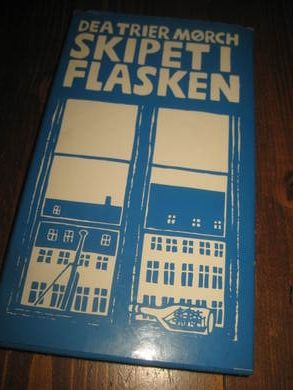 DEA TRIER MØRCH
SKIPET I
FLASKEN